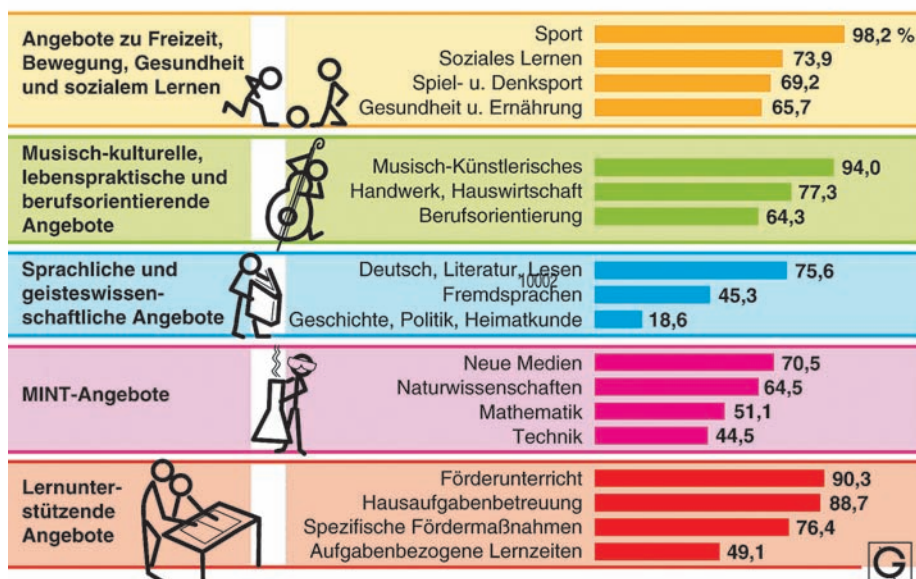 Angebote zu Freizeit,
Bewegung, Gesundheit
und sozialem Lernen
Sport 98,2 %
Soziales Lernen 73,9
Spiel- u. Denksport 69,2
Gesundheit u. Ernährung 65,7
Musisch-kulturelle,
lebenspraktische und
berufsorientierende
Angebote
Musisch-Künstlerisches 94,0
Handwerk, Hauswirtschaft 77,3
Berufsorientierung 64,3
Sprachliche und
geisteswissen-
schaftliche Angebote
Deutsch, Literatur, Lesen 75,6
10002
Fremdsprachen 45,3
Geschichte, Politik, Heimatkunde 18,6
MINT-Angebote
Neue Medien 70,5
Naturwissenschaften 64,5
Mathematik 51,1
Technik 44,5
Lernunter-
stützende
Angebote
Förderunterricht 90,3
Hausaufgabenbetreuung 88,7
Spezifische Fördermaßnahmen 76,4
Aufgabenbezogene Lernzeiten 49,1
G